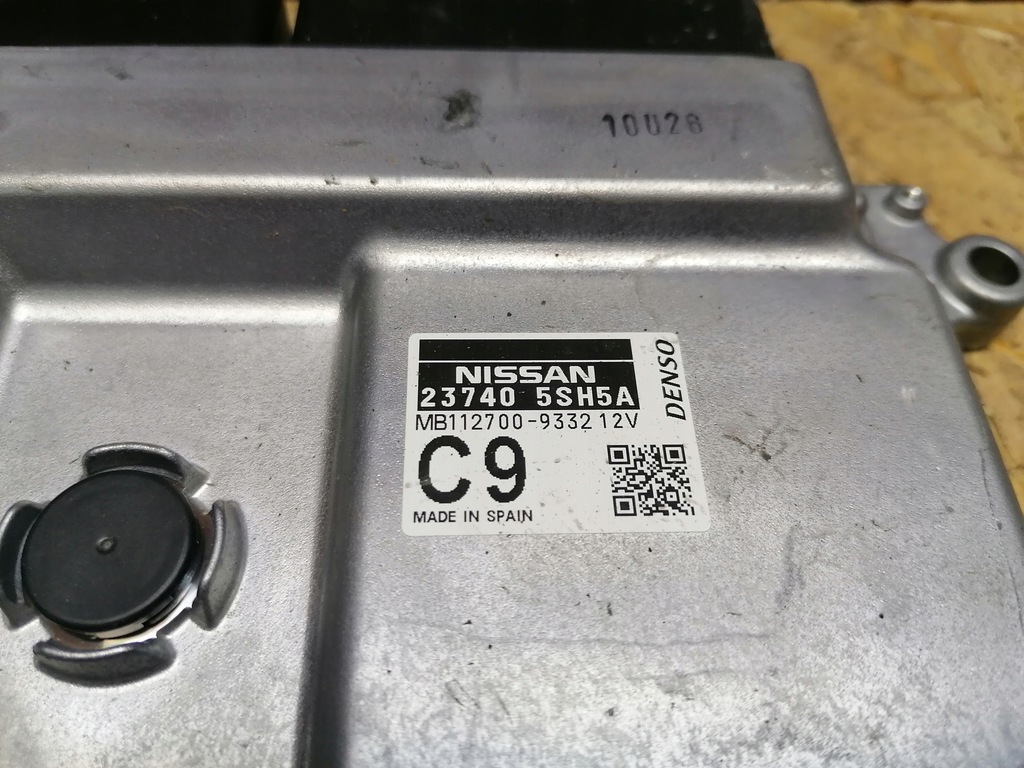 10028
NISSAN
23740 5SH5A
MB112700-9332 12V
C9
MADE IN SPAIN
DENSO